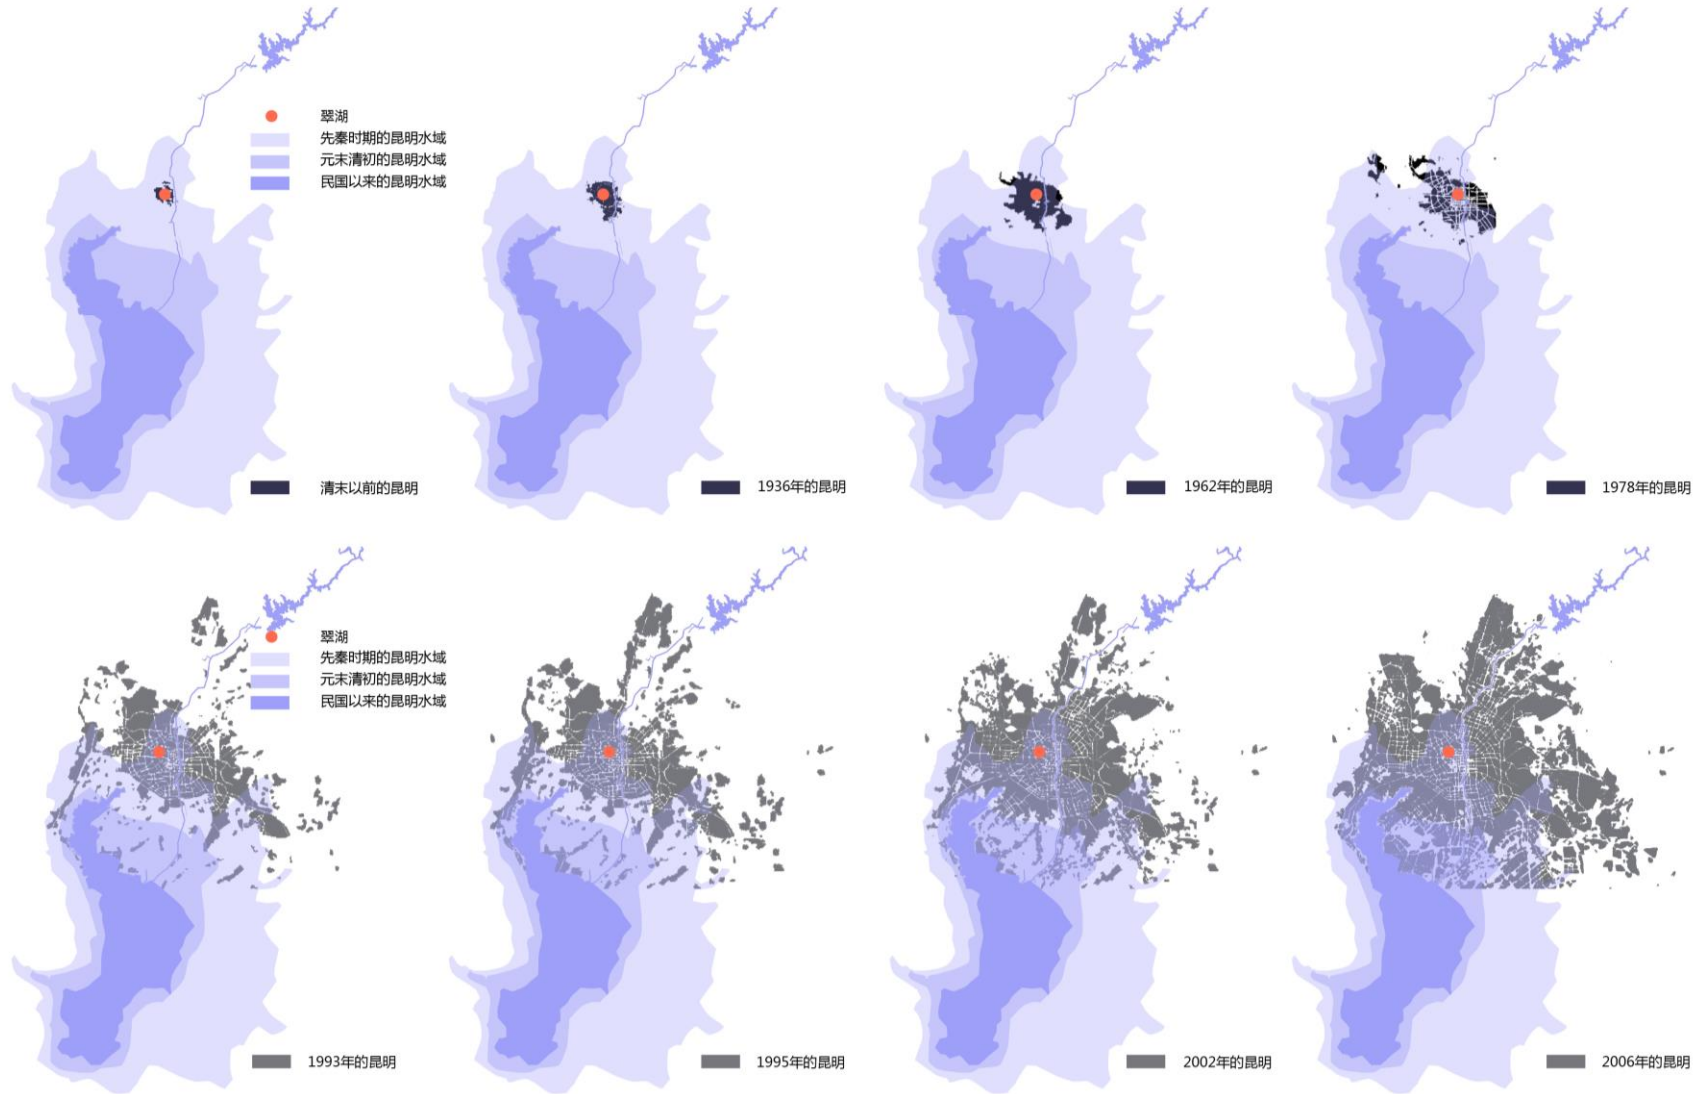 翠湖
先秦时期的昆明水域
元末清初的昆明水域
民国以来的昆明水域
清末以前的昆明
1936年的昆明
1962年的昆明
1978年的昆明
翠湖
先秦时期的昆明水域
元末清初的昆明水域
民国以来的昆明水域
1993年的昆明
1995年的昆明
2002年的昆明
2006年的昆明